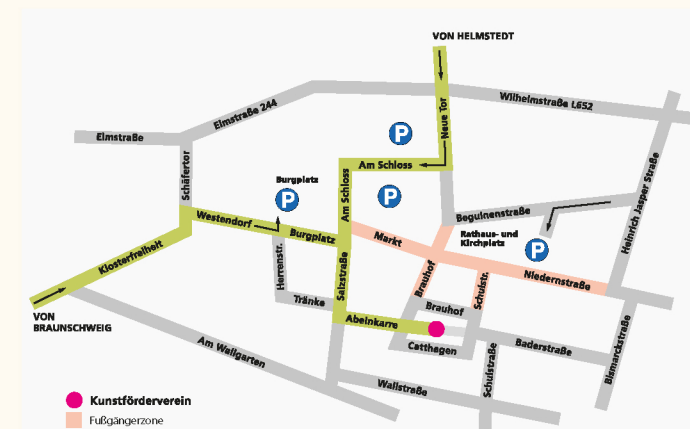 VON HELMSTEDT
Wilhelmstraße L652
Elmstraße 244
Neue Tor
Elmstraße
P
Am Schloss
Schäfertor
Burgplatz
P
P
Am Schloss
Heinrich Jasper Straße
Westendorf
Burgplatz
Beguinenstraße
Markt
Rathaus- und
Kirchplatz
P
Klosterfreiheit
Herrenstr.
Salzstraße
Brauhof
Schulstr.
Niedernstraße
Tränke
Brauhof
VON
BRAUNSCHWEIG
Abeinkarre
Am Wallgarten
Catthagen
Baderstraße
Bismarckstraße
Schulstraße
Wallstraße
Kunstförderverein
Fußgängerzone